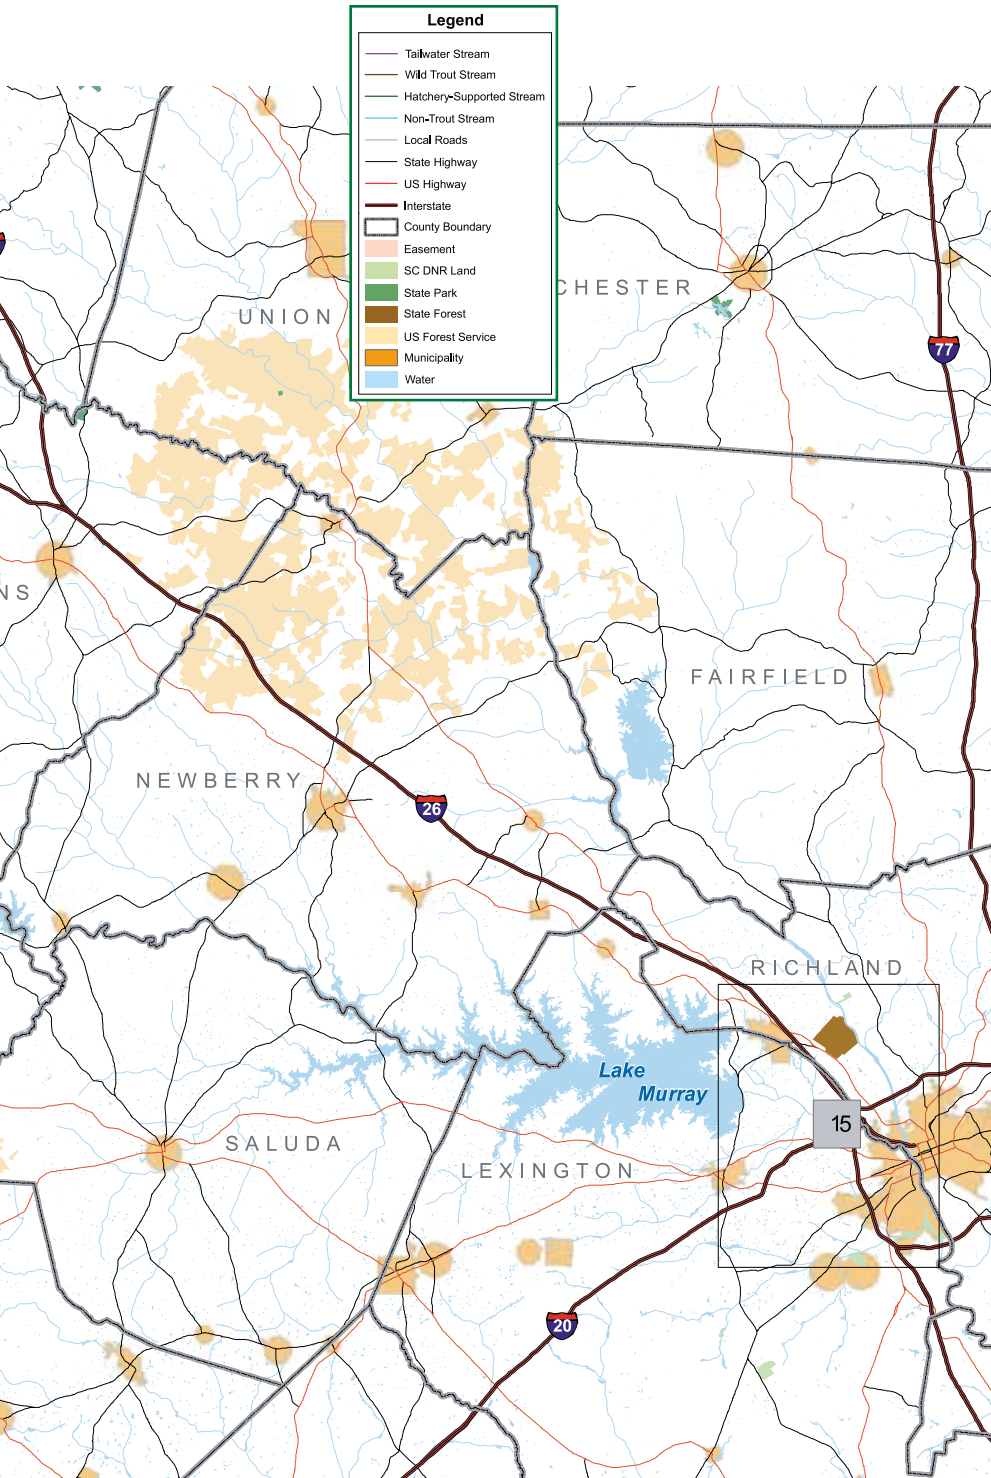 Legend
Tailwater Stream
Wild Trout Stream
Hatchery-Supported Stream
Non-Trout Stream
Local Roads
State Highway
US Highway
Interstate
County Boundary
Easement
SC DNR Land
State Park
State Forest
US Forest Service
Municipality
Water
CHESTER
UNION
77
NS
FAIRFIELD
NEWBERRY
26
RICHLAND
Lake
Murray
15
SALUDA
LEXINGTON
20